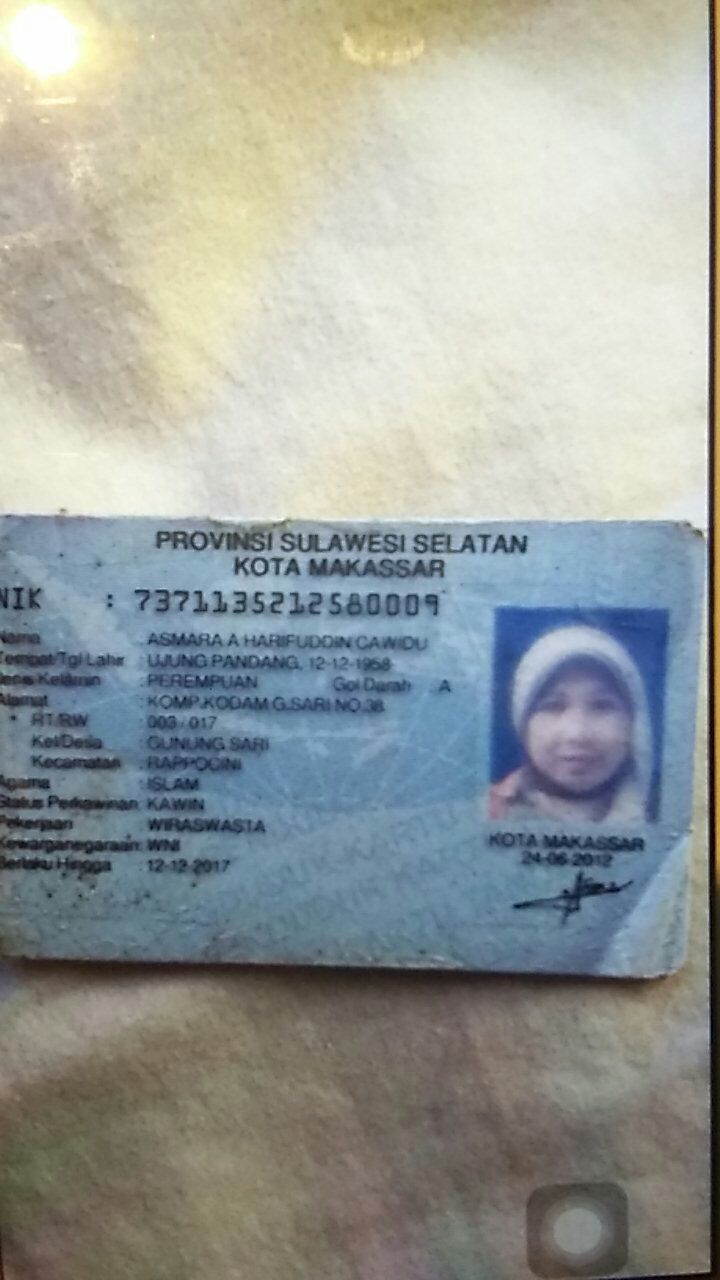 PROVINSI SULAWESI SELATAN
KOTA MAKASSAR
NIK : 7371135212580009
Nama : ASMARA A HARIFUDDIN CAWIDU
Tempat/Tgl Lahir : UJUNG PANDANG, 12-12-1958
Jenis Kelamin : PEREMPUAN Gol Darah : A
Alamat : KOMP.KODAM G.SARI NO.38
RT/RW : 003 / 017
Kel/Desa : GUNUNG SARI
Kecamatan : RAPPOCINI
Agama : ISLAM
Status Perkawinan: KAWIN
Pekerjaan : WIRASWASTA
Kewarganegaraan: WNI
Berlaku Hingga : 12-12-2017
KOTA MAKASSAR
24-06-2012